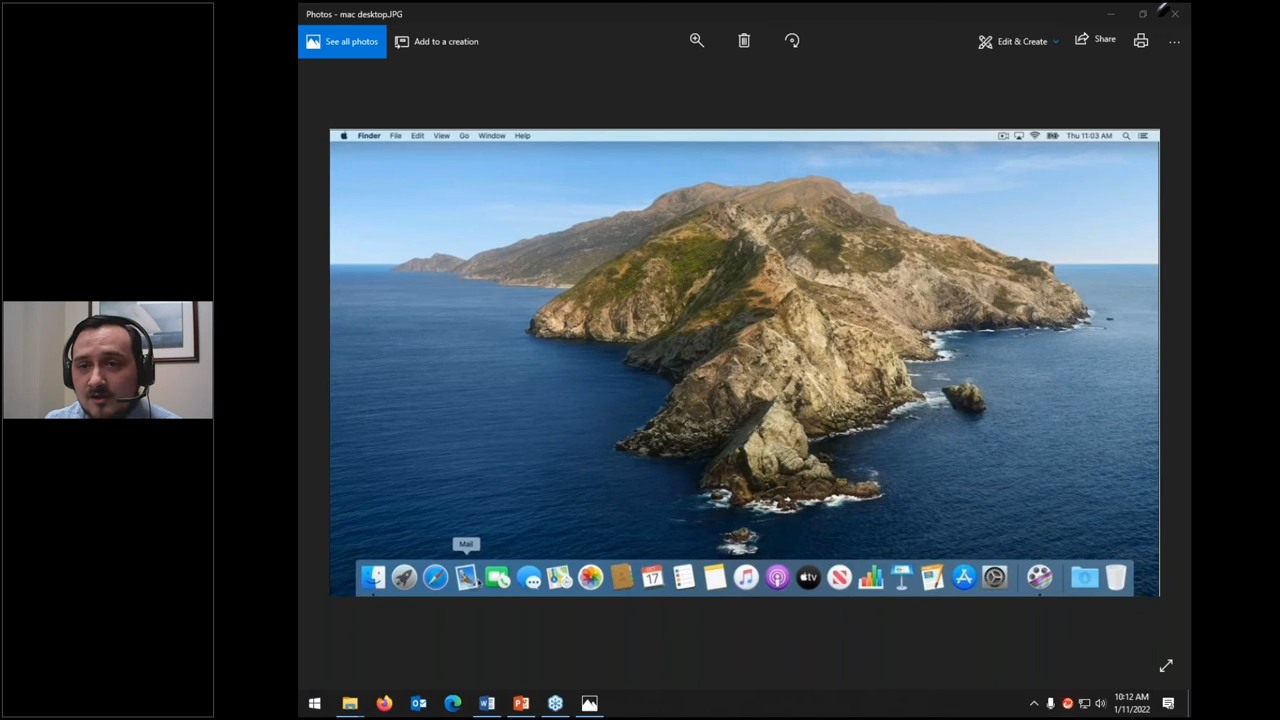 Photos - mac desktop.JPG
See all photos
Add to a creation
Edit & Create
Share
Finder File Edit View Go Window Help
Thu 11:03 AM
Mail
17
tv
10:12 AM
1/11/2022